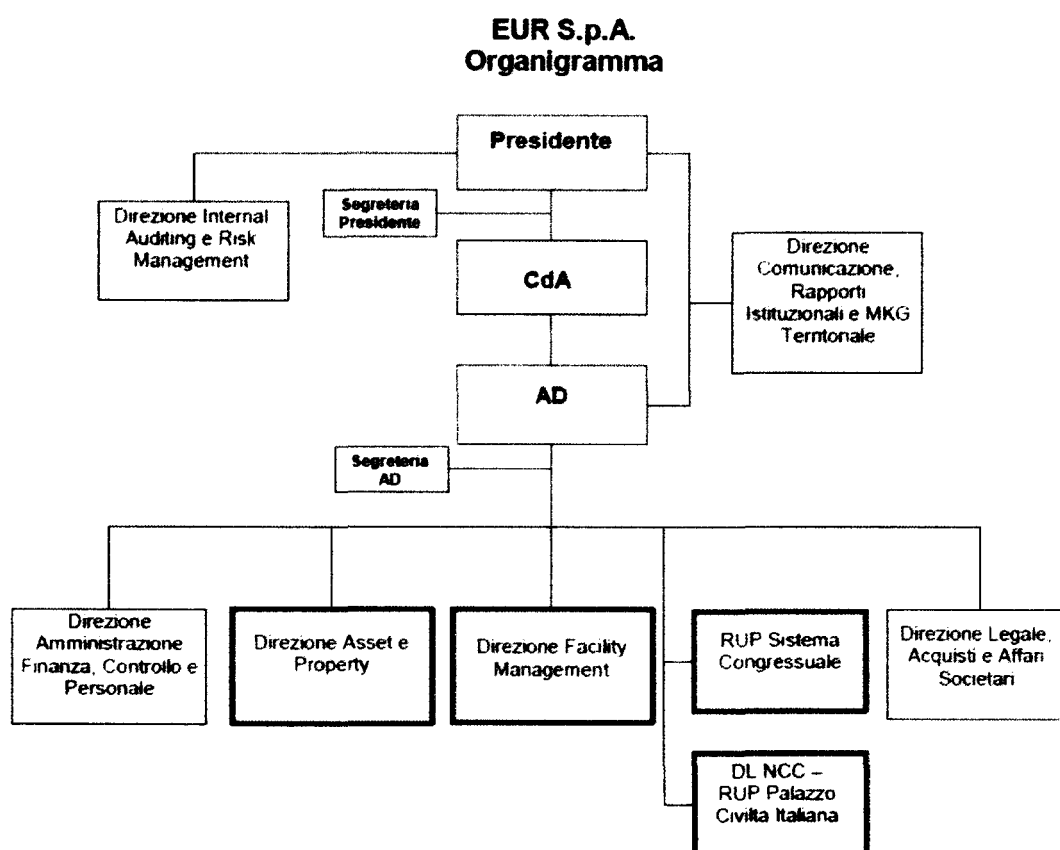 EUR S.p.A.
Organigramma
Presidente
Segreteria
Presidente
Direzione Internal
Auditing e Risk
Management
CdA
Direzione
Comunicazione,
Rapporti
Istituzionali e MKG
Territoriale
AD
Segreteria
AD
Direzione
Amministrazione
Finanza, Controllo e
Personale
Direzione Asset e
Property
Direzione Facility
Management
RUP Sistema
Congressuale
Direzione Legale,
Acquisti e Affari
Societari
DL NCC –
RUP Palazzo
Civiltà Italiana